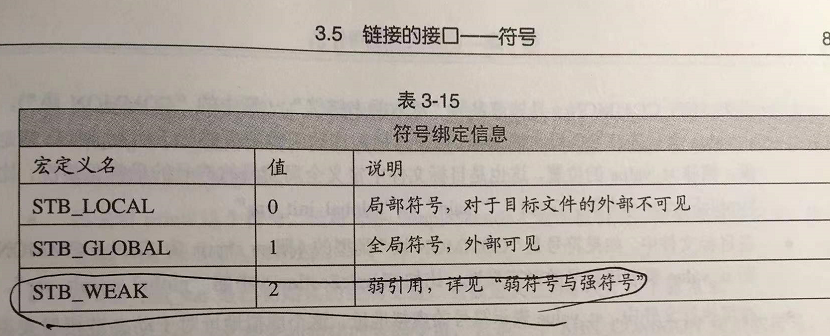 3.5 链接的接口——符号
8
表 3-15
符号绑定信息
宏定义名 值 说明
STB_LOCAL 0 局部符号，对于目标文件的外部不可见
STB_GLOBAL 1 全局符号，外部可见
STB_WEAK 2 弱引用，详见“弱符号与强符号”